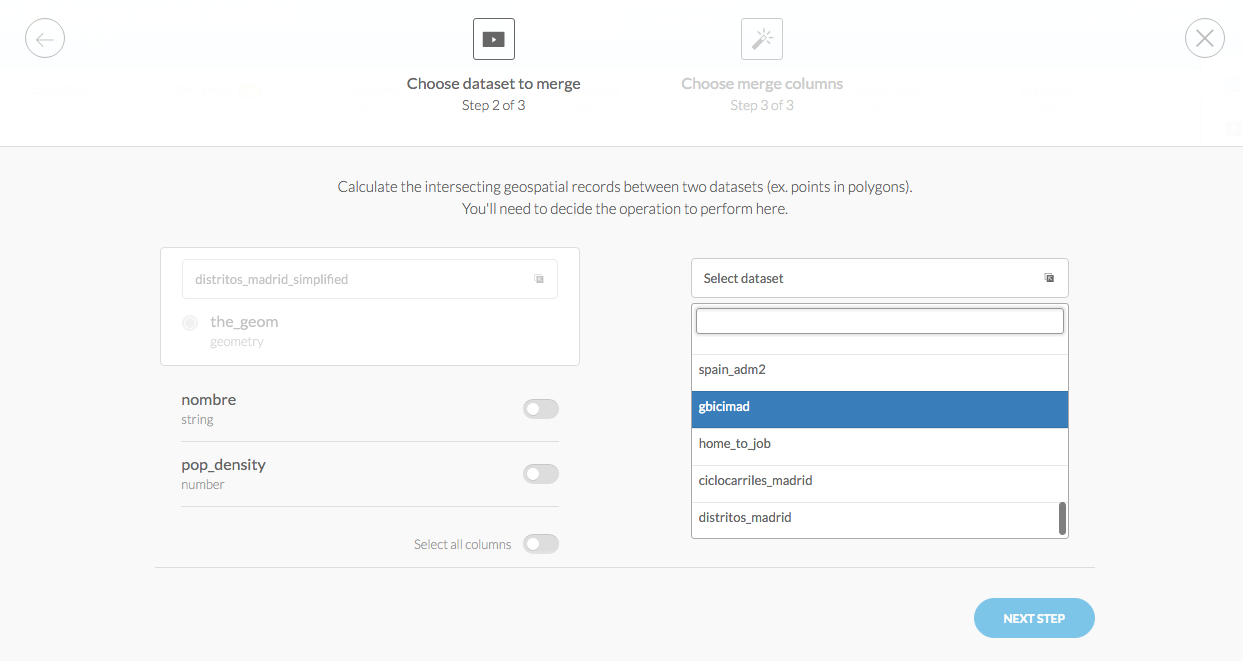 Choose dataset to merge
Step 2 of 3
Choose merge columns
Step 3 of 3
Calculate the intersecting geospatial records between two datasets (ex. points in polygons).
You'll need to decide the operation to perform here.
distritos_madrid_simplified
the_geom
geometry
nombre
string
pop_density
number
Select all columns
Select dataset
spain_adm2
gbicimad
home_to_job
ciclocarriles_madrid
distritos_madrid
NEXT STEP